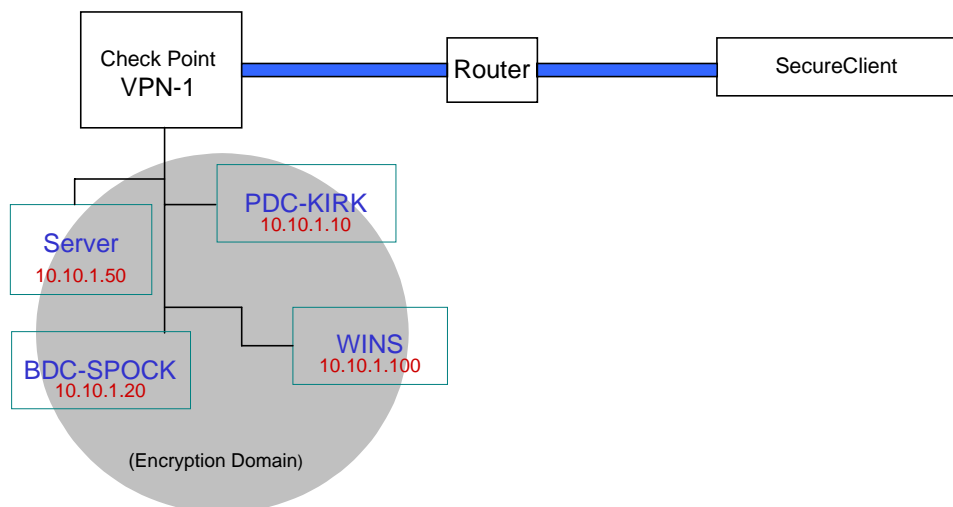 Check Point
VPN-1
Router
SecureClient
PDC-KIRK
10.10.1.10
Server
10.10.1.50
WINS
10.10.1.100
BDC-SPOCK
10.10.1.20
(Encryption Domain)